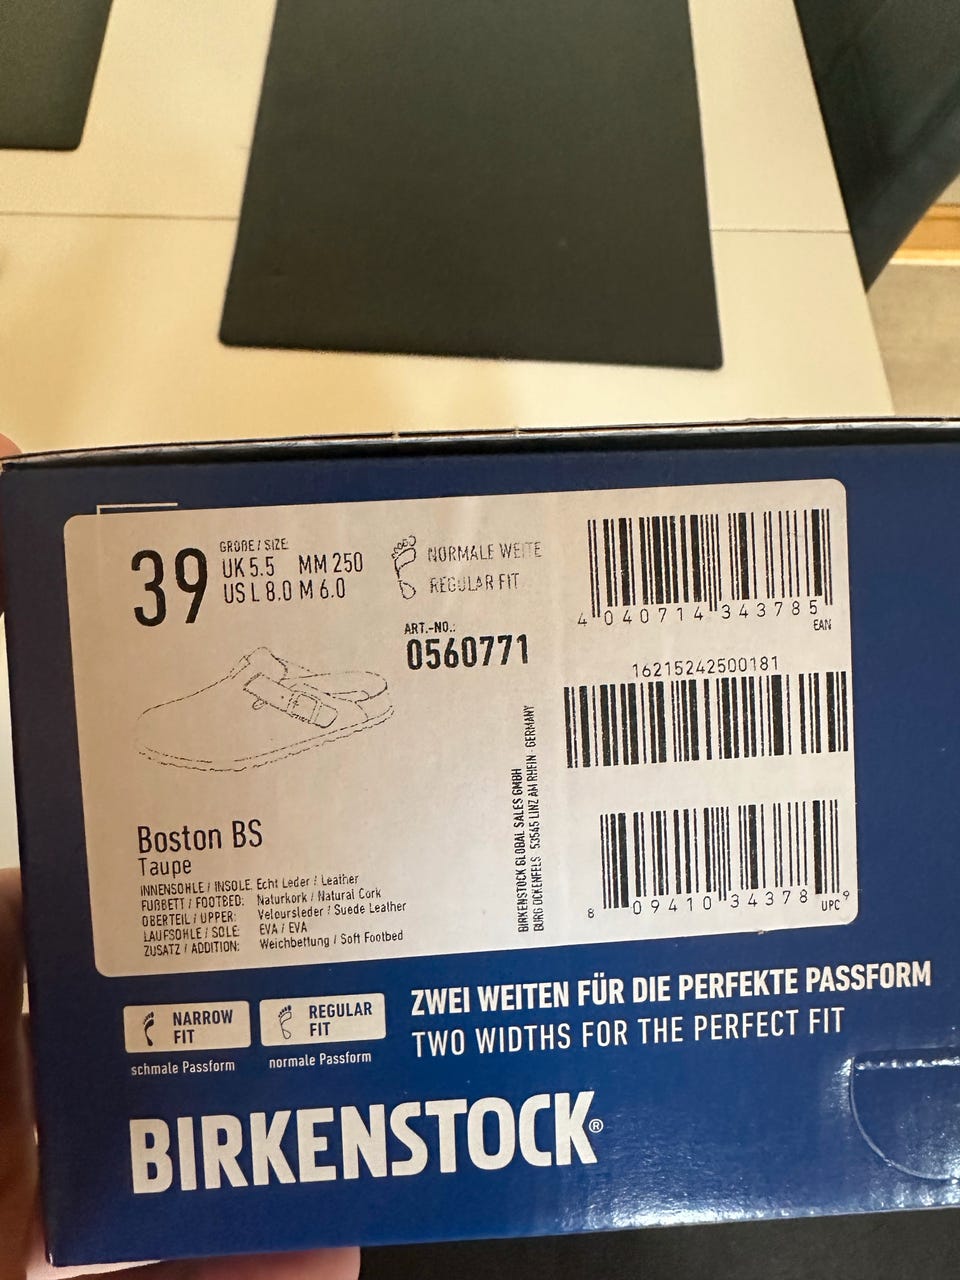 39
GRÖßE / SIZE
UK 5.5 MM 250
US L 8.0 M 6.0
NORMALE WEITE
REGULAR FIT
ART.-NO.:
0560771
4 040714 343785
EAN
16215242500181
8 09410 34378 9
UPC
BIRKENSTOCK GLOBAL SALES GMBH
BURG OCKENFELS 53545 LINZ AM RHEIN - GERMANY
Boston BS
Taupe
INNENSOHLE / INSOLE: Echt Leder / Leather
FUßBETT / FOOTBED: Naturkork / Natural Cork
OBERTEIL / UPPER: Veloursleder / Suede Leather
LAUFSOHLE / SOLE: EVA / EVA
ZUSATZ / ADDITION: Weichbettung / Soft Footbed
NARROW
FIT
schmale Passform
REGULAR
FIT
normale Passform
ZWEI WEITEN FÜR DIE PERFEKTE PASSFORM
TWO WIDTHS FOR THE PERFECT FIT
BIRKENSTOCK®